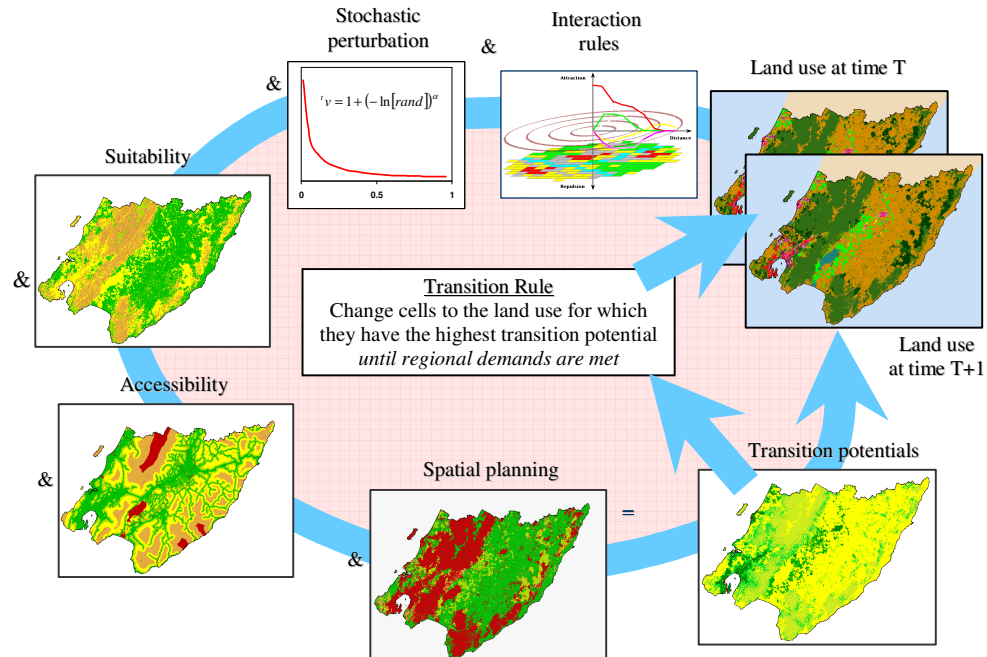 Stochastic
perturbation
&
Interaction
rules
&
ᵗv = 1 + (−ln[rand])^α
0
0.5
1
Attraction
Distance
Repulsion
Land use at time T
Suitability
&
Transition Rule
Change cells to the land use for which
they have the highest transition potential
until regional demands are met
Land use
at time T+1
Accessibility
&
Spatial planning
&
=
Transition potentials